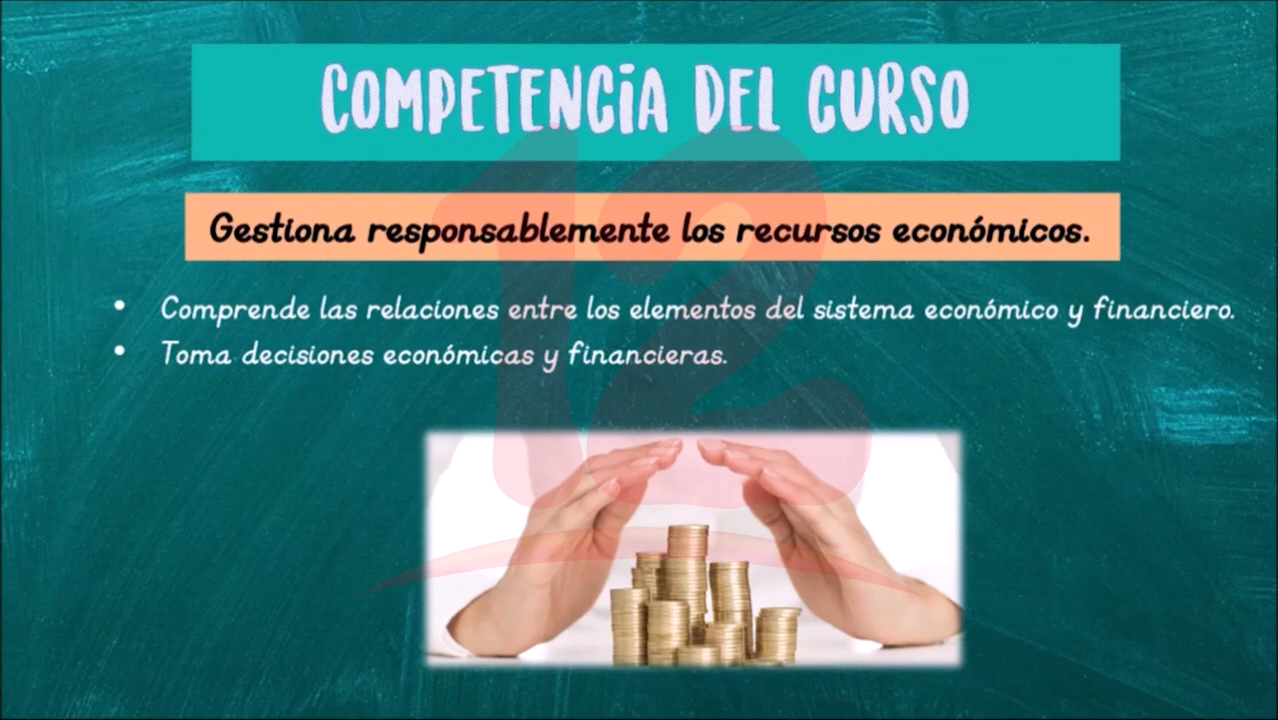 COMPETENCiA DEL CURSO
Gestiona responsablemente los recursos económicos.
• Comprende las relaciones entre los elementos del sistema económico y financiero.
• Toma decisiones económicas y financieras.
12